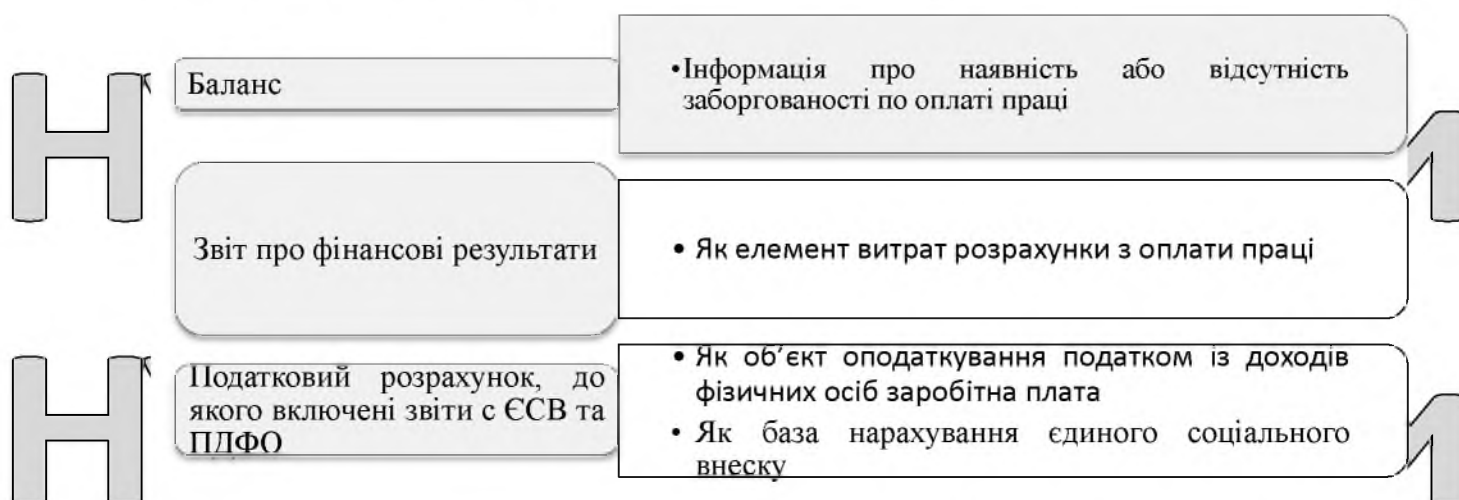 Баланс
•Інформація про наявність або відсутність
заборгованості по оплаті праці
Звіт про фінансові результати
• Як елемент витрат розрахунки з оплати праці
Податковий розрахунок, до
якого включені звіти с ЄСВ та
ПДФО
• Як об’єкт оподаткування податком із доходів
фізичних осіб заробітна плата
• Як база нарахування єдиного соціального
внеску
Н
1
Н
1